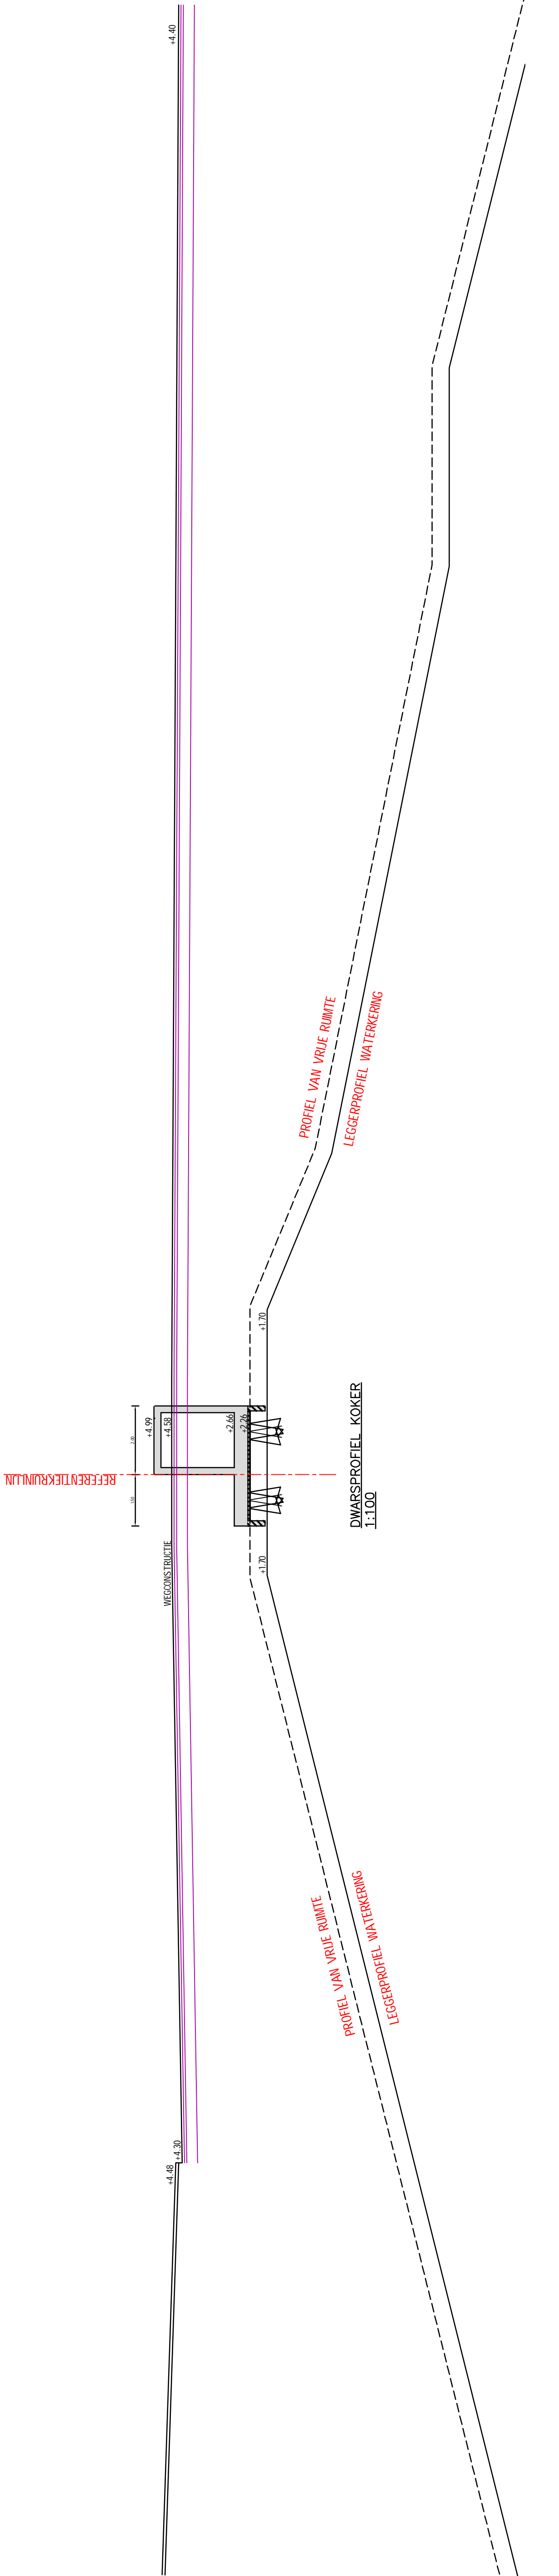 +4.40
PROFIEL VAN VRIJE RUIMTE
LEGGERPROFIEL WATERKERING
+1.70
+4.99
+4.58
+2.66
+2.26
REFERENTIEKRUINLIJN
DWARSPROFIEL KOKER
1:100
WEGCONSTRUCTIE
+1.70
PROFIEL VAN VRIJE RUIMTE
LEGGERPROFIEL WATERKERING
+4.30
+4.48